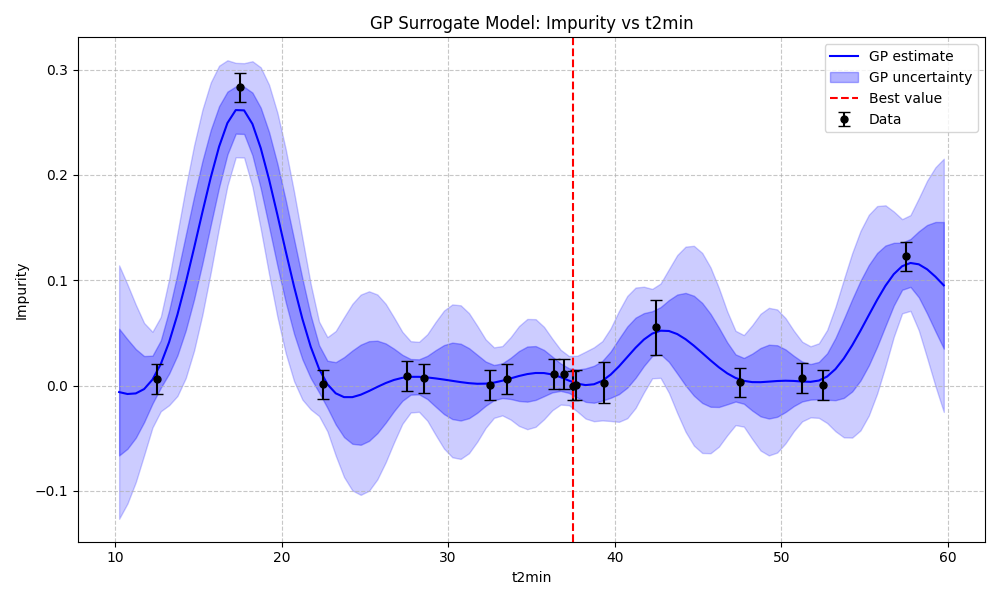 GP Surrogate Model: Impurity vs t2min
GP estimate
GP uncertainty
Best value
Data
Impurity
0.3
0.2
0.1
0.0
−0.1
10 20 30 40 50 60
t2min